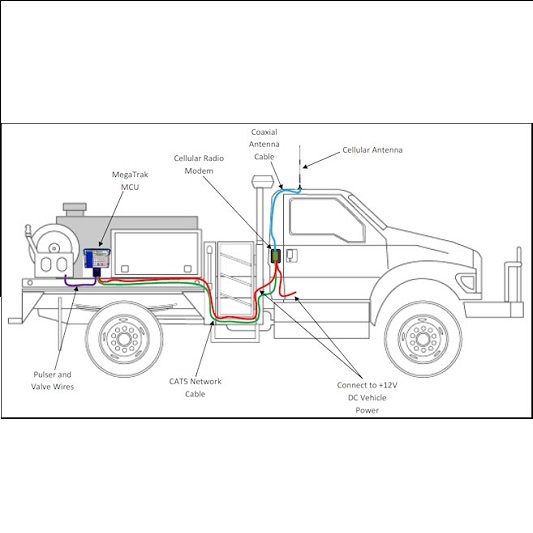 Coaxial
Antenna
Cable
Cellular Antenna
Cellular Radio
Modem
MegaTrak
MCU
Pulser and
Valve Wires
CAT5 Network
Cable
Connect to +12V
DC Vehicle
Power